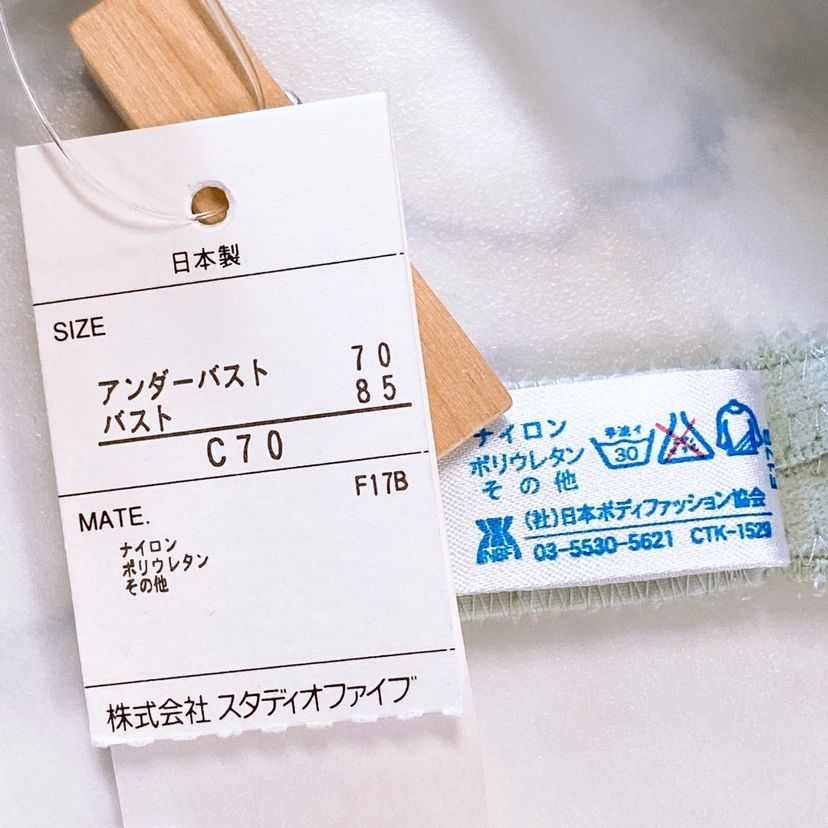 日本製
SIZE
アンダーバスト 70
バスト 85
C70
F17B
MATE.
ナイロン
ポリウレタン
その他
株式会社 スタディオファイブ
ナイロン
ポリウレタン
その他
手洗イ
30
(社)日本ボディファッション協会
NBF
03-5530-5621 CTK-1529